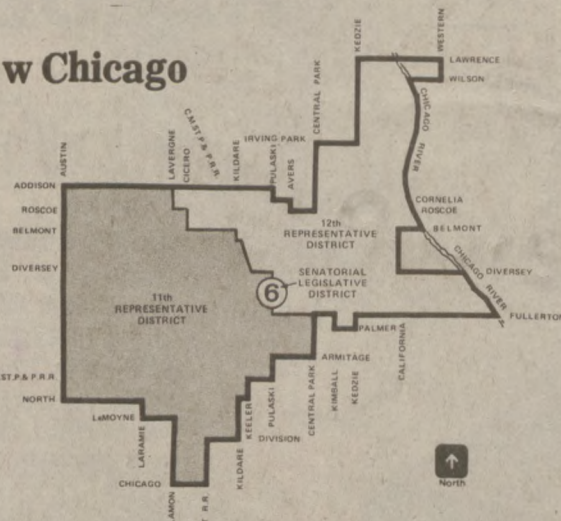 w Chicago
KEDZIE
WESTERN
LAWRENCE
WILSON
CENTRAL PARK
CHICAGO RIVER
C.M.ST.P & P.R.R.
AUSTIN
LAVERGNE
CICERO
KILDARE
IRVING PARK
PULASKI
AVERS
ADDISON
ROSCOE
BELMONT
DIVERSEY
CORNELIA
ROSCOE
BELMONT
12th
REPRESENTATIVE
DISTRICT
CHICAGO RIVER
DIVERSEY
SENATORIAL
LEGISLATIVE
DISTRICT
6
11th
REPRESENTATIVE
DISTRICT
FULLERTON
PALMER
CALIFORNIA
ARMITAGE
ST.P.& P.R.R.
NORTH
LeMOYNE
LARAMIE
KEELER
PULASKI
CENTRAL PARK
KIMBALL
KEDZIE
DIVISION
KILDARE
CHICAGO
AMON
R.R.
North